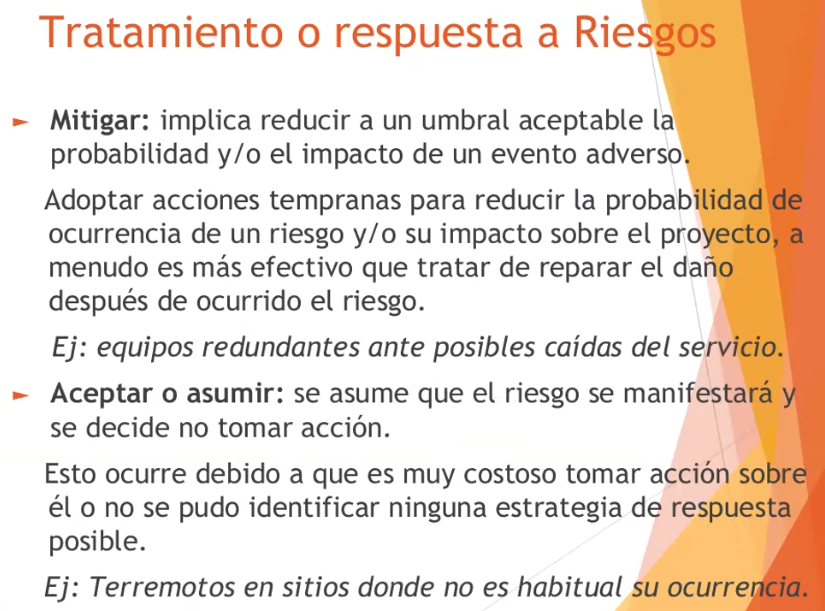 Tratamiento o respuesta a Riesgos
► Mitigar: implica reducir a un umbral aceptable la
probabilidad y/o el impacto de un evento adverso.
Adoptar acciones tempranas para reducir la probabilidad de
ocurrencia de un riesgo y/o su impacto sobre el proyecto, a
menudo es más efectivo que tratar de reparar el daño
después de ocurrido el riesgo.
Ej: equipos redundantes ante posibles caídas del servicio.
► Aceptar o asumir: se asume que el riesgo se manifestará y
se decide no tomar acción.
Esto ocurre debido a que es muy costoso tomar acción sobre
él o no se pudo identificar ninguna estrategia de respuesta
posible.
Ej: Terremotos en sitios donde no es habitual su ocurrencia.